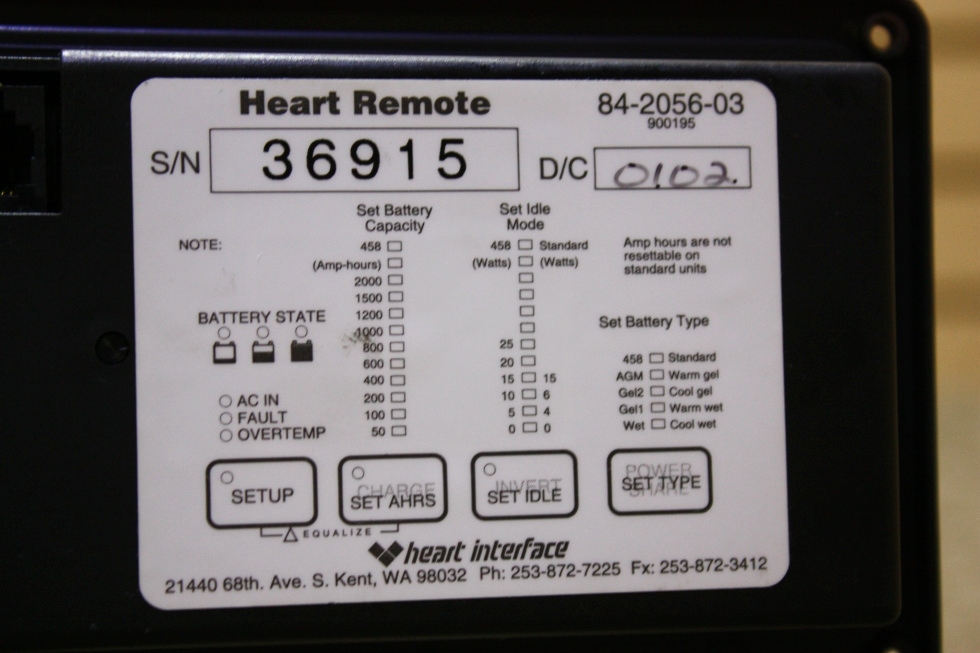 Heart Remote 84-2056-03
900195
S/N 36915 D/C 0102.
Set Battery Capacity
Set Idle Mode
NOTE:
458
(Amp-hours)
2000
1500
1200
1000
800
600
400
200
100
50
458 Standard
(Watts) (Watts)
25
20
15 15
10 6
5 4
0 0
Amp hours are not
resettable on
standard units
BATTERY STATE
AC IN
FAULT
OVERTEMP
Set Battery Type
458 Standard
AGM Warm gel
Gel2 Cool gel
Gel1 Warm wet
Wet Cool wet
SETUP
CHARGE
SET AHRS
INVERT
SET IDLE
POWER
SET TYPE
SHARE
EQUALIZE
heart interface
21440 68th. Ave. S. Kent, WA 98032 Ph: 253-872-7225 Fx: 253-872-3412